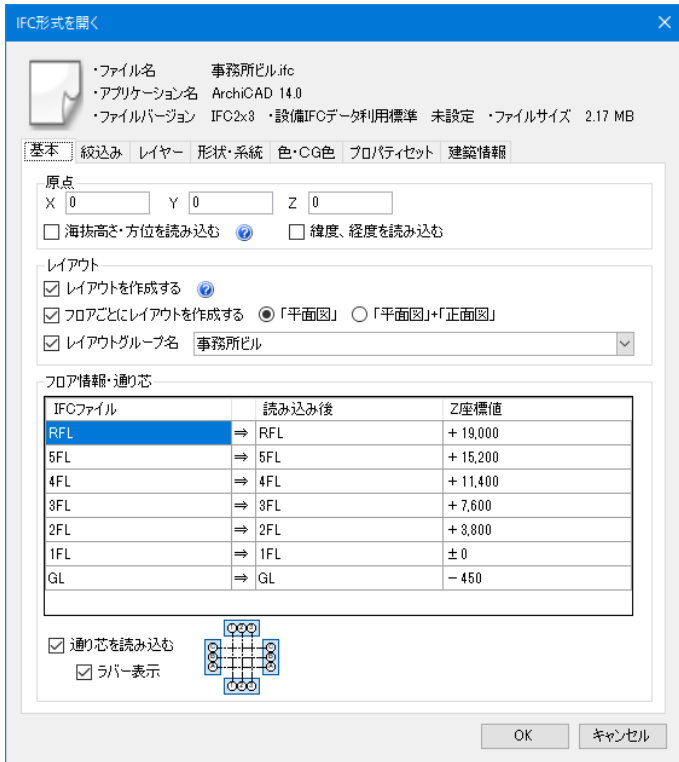 IFC形式を開く
・ファイル名 事務所ビル.ifc
・アプリケーション名 ArchiCAD 14.0
・ファイルバージョン IFC2x3 ・設備IFCデータ利用標準 未設定 ・ファイルサイズ 2.17 MB
基本 絞込み レイヤー 形状・系統 色・CG色 プロパティセット 建築情報
原点
X 0 Y 0 Z 0
海抜高さ・方位を読み込む ? 緯度、経度を読み込む
レイアウト
レイアウトを作成する ?
フロアごとにレイアウトを作成する 「平面図」 「平面図」+「正面図」
レイアウトグループ名 事務所ビル
フロア情報・通り芯
IFCファイル 読み込み後 Z座標値
RFL ⇒ RFL + 19,000
5FL ⇒ 5FL + 15,200
4FL ⇒ 4FL + 11,400
3FL ⇒ 3FL + 7,600
2FL ⇒ 2FL + 3,800
1FL ⇒ 1FL ± 0
GL ⇒ GL － 450
通り芯を読み込む
ラバー表示
OK キャンセル